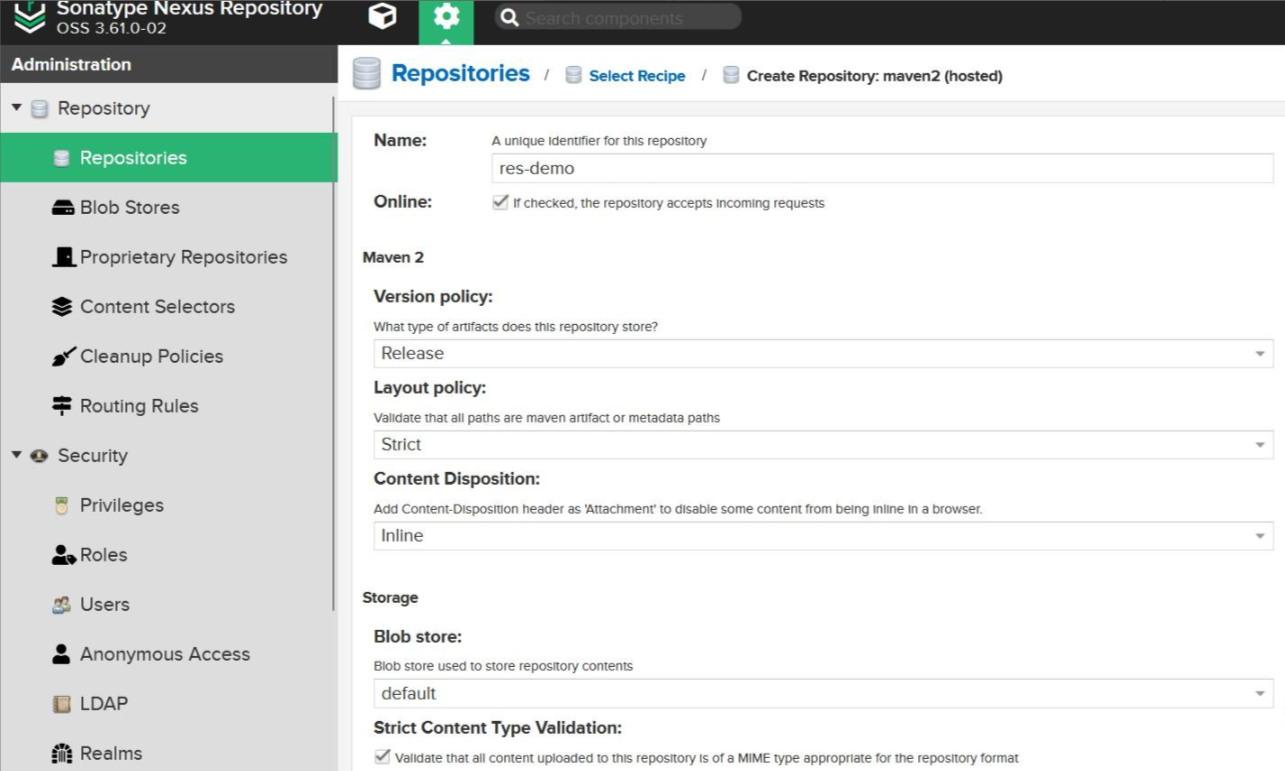 Sonatype Nexus Repository
OSS 3.61.0-02
Search components
Administration
Repository
Repositories
Blob Stores
Proprietary Repositories
Content Selectors
Cleanup Policies
Routing Rules
Security
Privileges
Roles
Users
Anonymous Access
LDAP
Realms
Repositories / Select Recipe / Create Repository: maven2 (hosted)
Name: A unique identifier for this repository
res-demo
Online: If checked, the repository accepts incoming requests
Maven 2
Version policy:
What type of artifacts does this repository store?
Release
Layout policy:
Validate that all paths are maven artifact or metadata paths
Strict
Content Disposition:
Add Content-Disposition header as 'Attachment' to disable some content from being inline in a browser.
Inline
Storage
Blob store:
Blob store used to store repository contents
default
Strict Content Type Validation:
Validate that all content uploaded to this repository is of a MIME type appropriate for the repository format